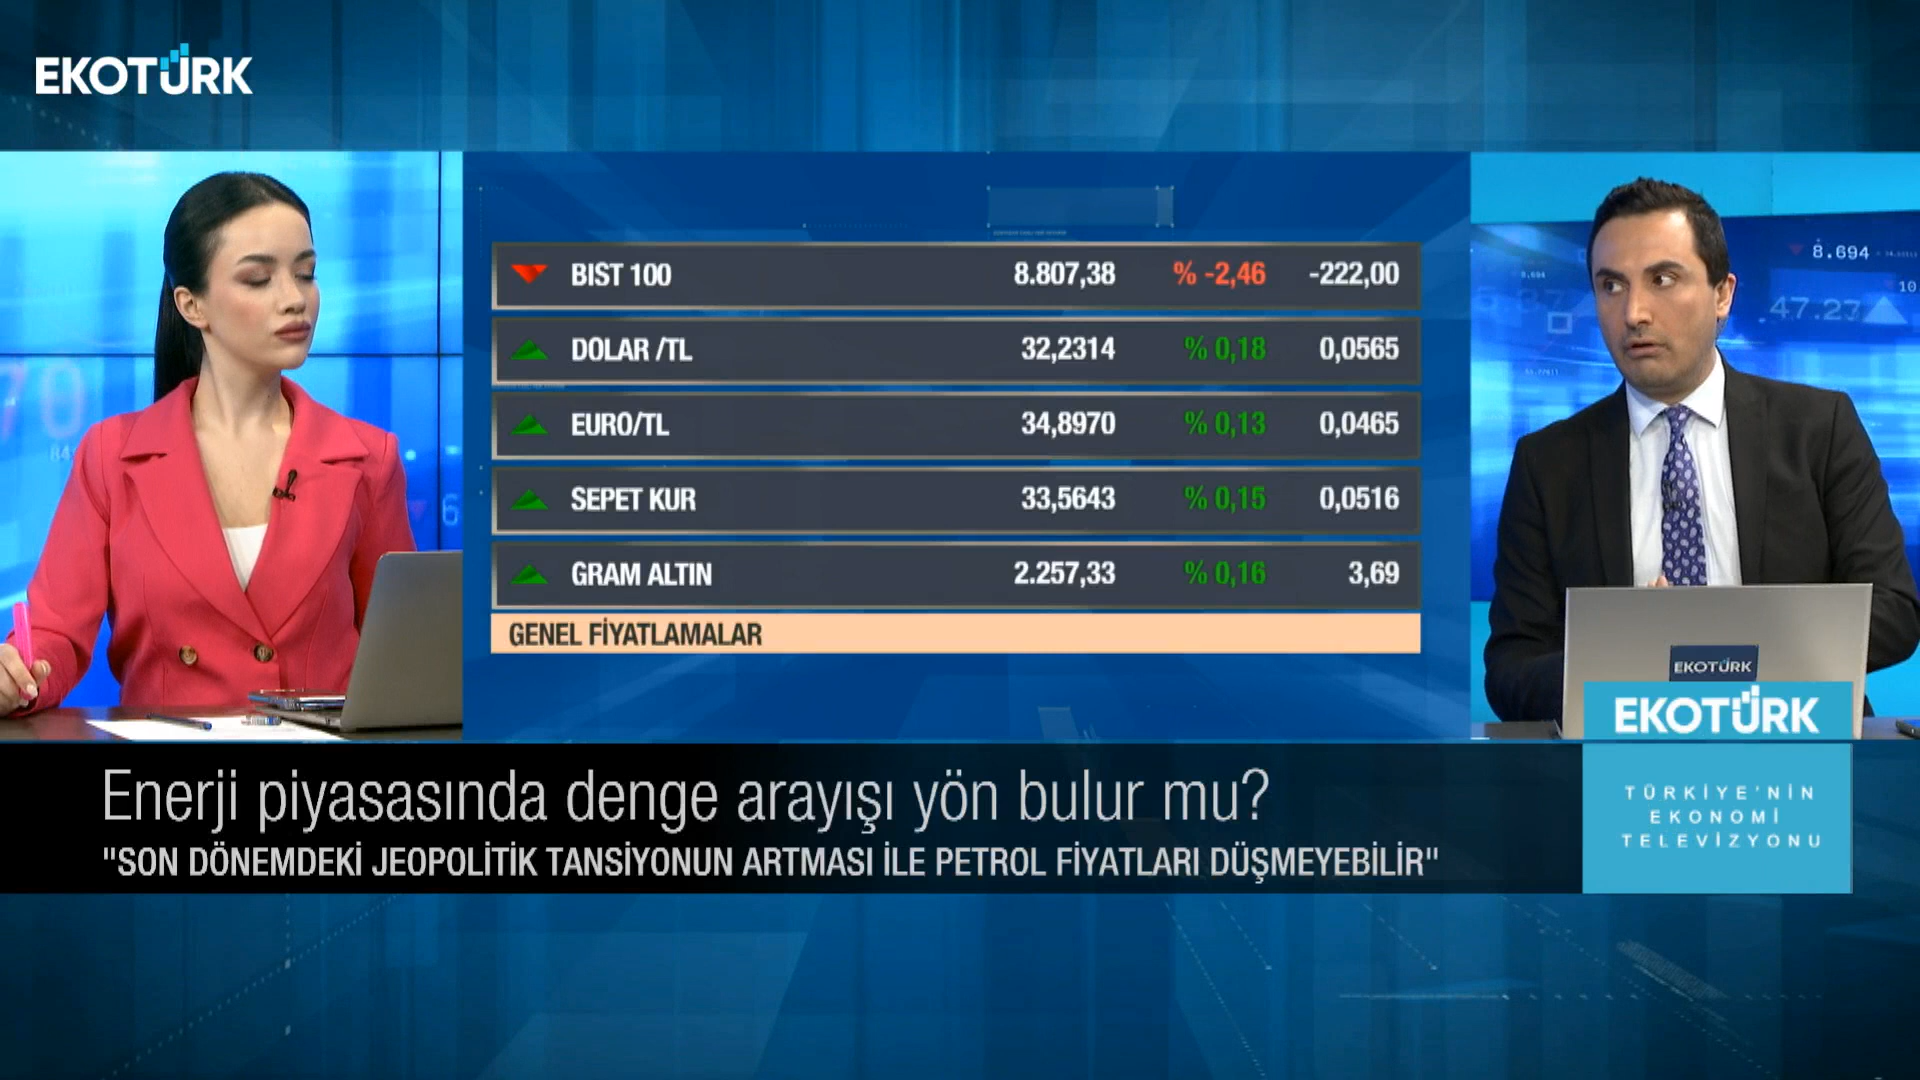 EKOTÜRK
8.694
47.27
BIST 100 8.807,38 % -2,46 -222,00
DOLAR /TL 32,2314 % 0,18 0,0565
EURO/TL 34,8970 % 0,13 0,0465
SEPET KUR 33,5643 % 0,15 0,0516
GRAM ALTIN 2.257,33 % 0,16 3,69
GENEL FİYATLAMALAR
EKOTÜRK
EKOTÜRK
Enerji piyasasında denge arayışı yön bulur mu?
"SON DÖNEMDEKİ JEOPOLİTİK TANSİYONUN ARTMASI İLE PETROL FİYATLARI DÜŞMEYEBİLİR"
TÜRKİYE'NİN
EKONOMİ
TELEVİZYONU